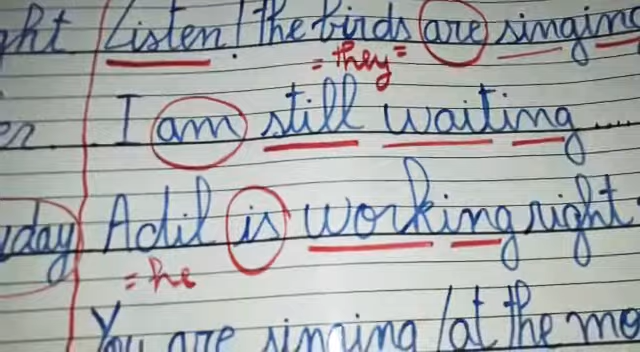 ght Listen! the birds are singing
= they =
I am still waiting ....
day Adil is working right
= he
You are singing / at the mo